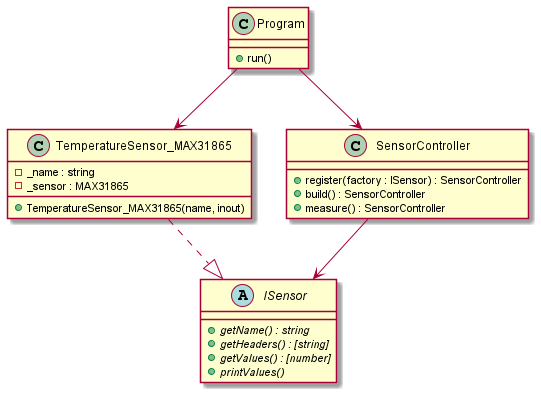 C Program
run()
C TemperatureSensor_MAX31865
_name : string
_sensor : MAX31865
TemperatureSensor_MAX31865(name, inout)
C SensorController
register(factory : ISensor) : SensorController
build() : SensorController
measure() : SensorController
A ISensor
getName() : string
getHeaders() : [string]
getValues() : [number]
printValues()